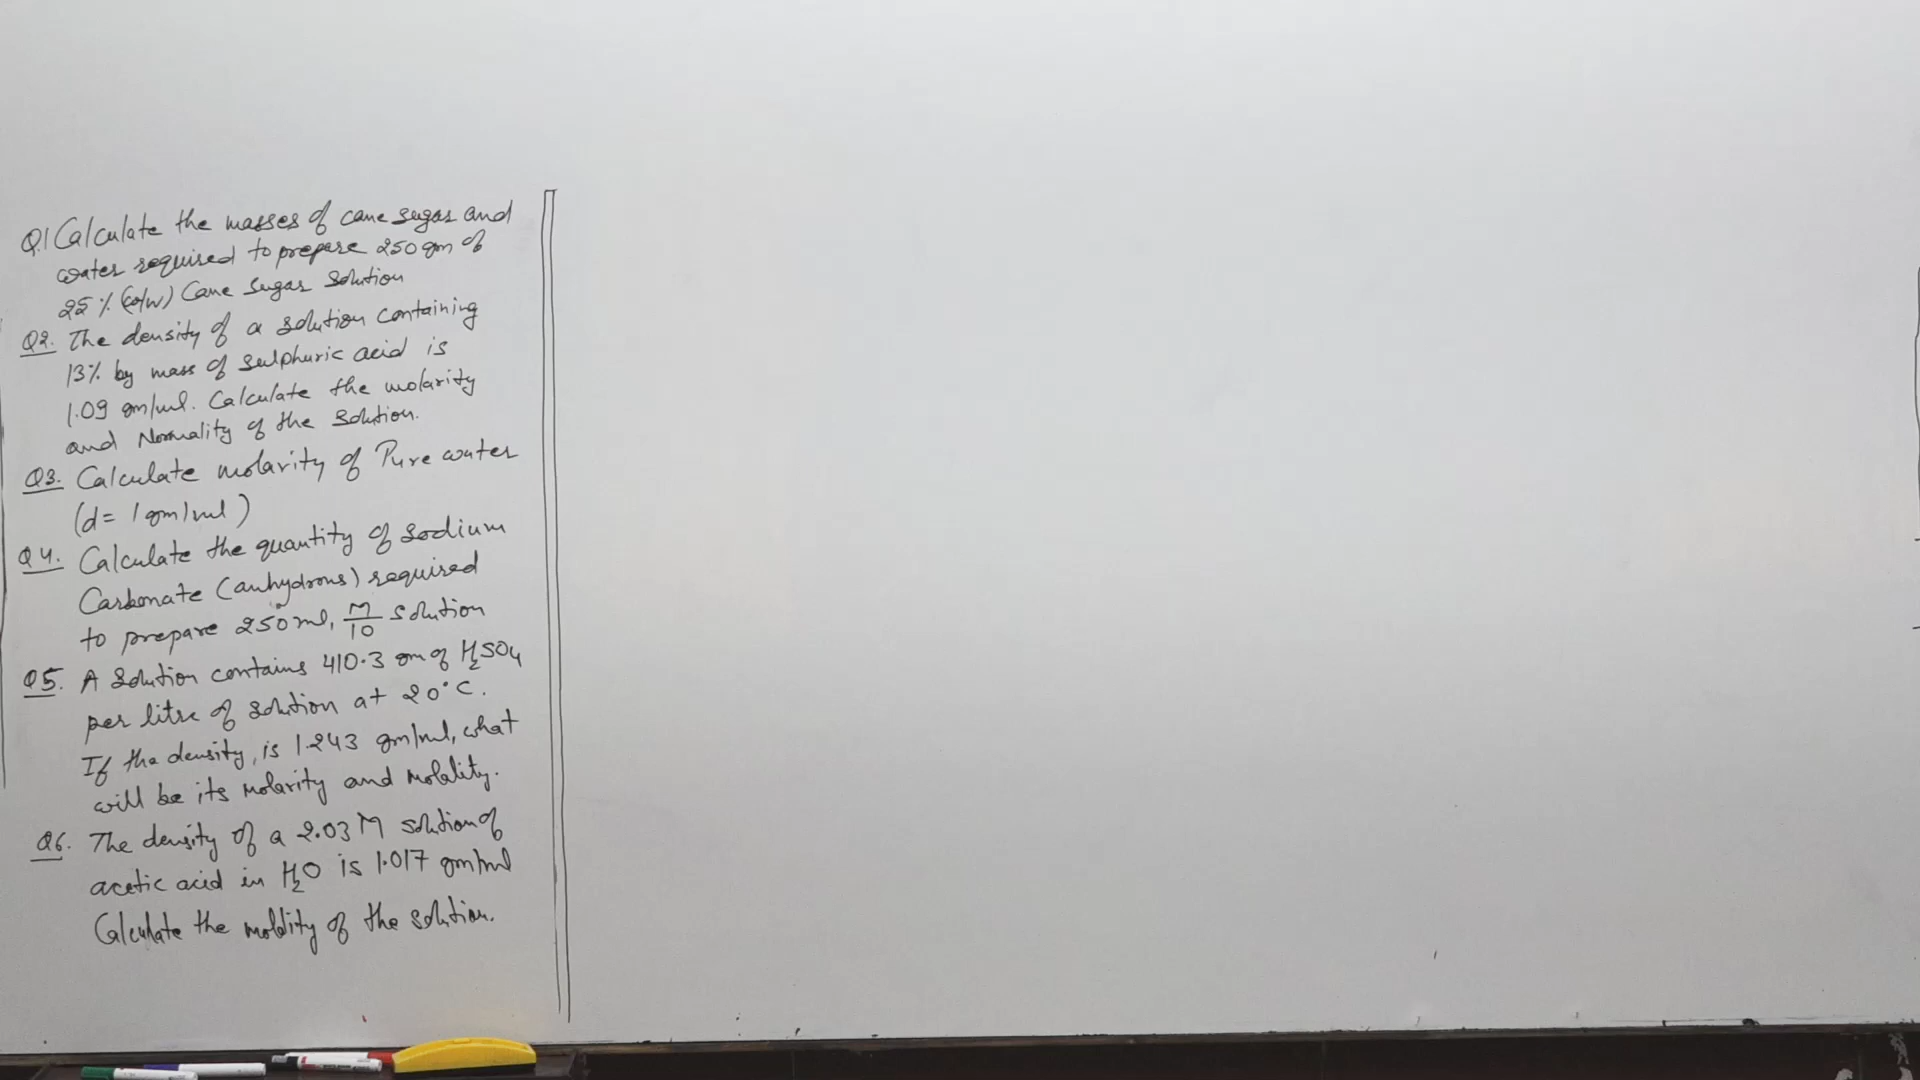 Q.1 Calculate the masses of cane sugar and
water required to prepare 250 gm of
25% (w/w) Cane Sugar Solution
Q2. The density of a solution containing
13% by mass of sulphuric acid is
1.09 gm/ml. Calculate the molarity
and Normality of the solution.
Q3. Calculate molarity of Pure water
(d = 1 gm/ml)
Q4. Calculate the quantity of sodium
Carbonate (anhydrous) required
to prepare 250 ml, M/10 solution
Q5. A solution contains 410.3 gm of H₂SO₄
per litre of solution at 20°C.
If the density, is 1.243 gm/ml, what
will be its molarity and molality.
Q6. The density of a 2.03 M solution of
acetic acid in H₂O is 1.017 gm/ml
Calculate the molality of the solution.